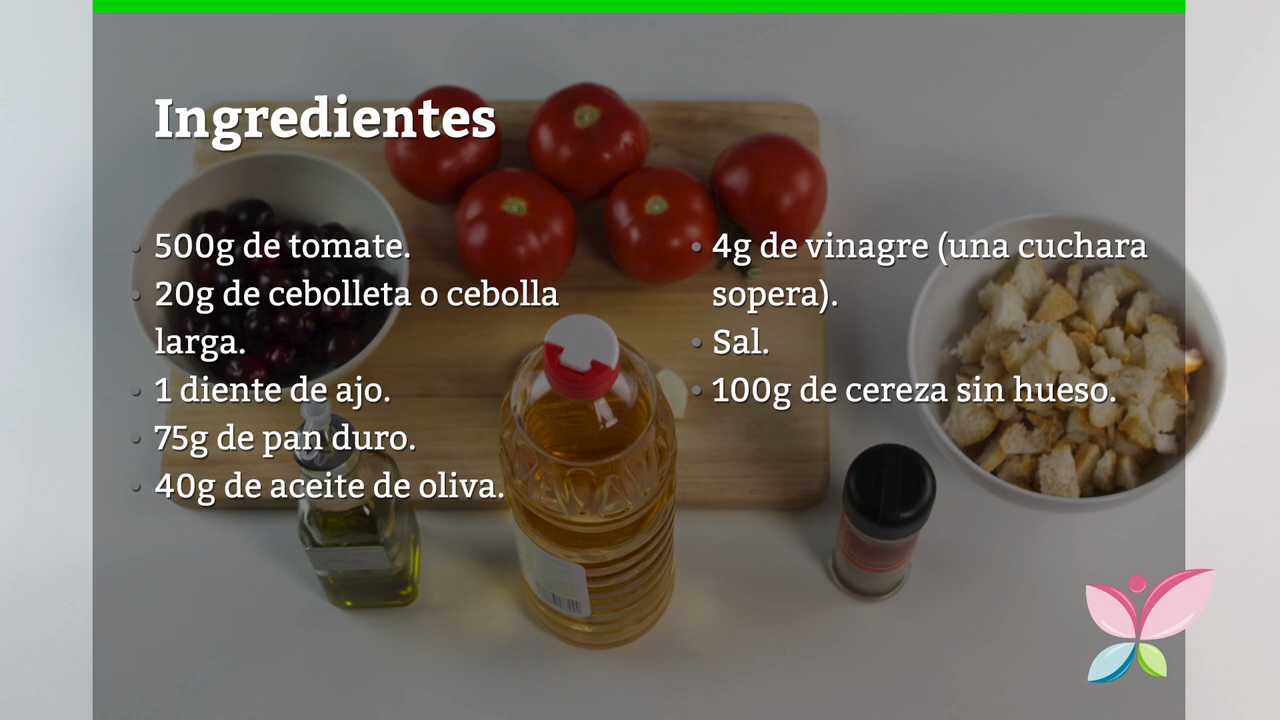 Ingredientes
500g de tomate.
20g de cebolleta o cebolla
larga.
1 diente de ajo.
75g de pan duro.
40g de aceite de oliva.
4g de vinagre (una cuchara
sopera).
Sal.
100g de cereza sin hueso.